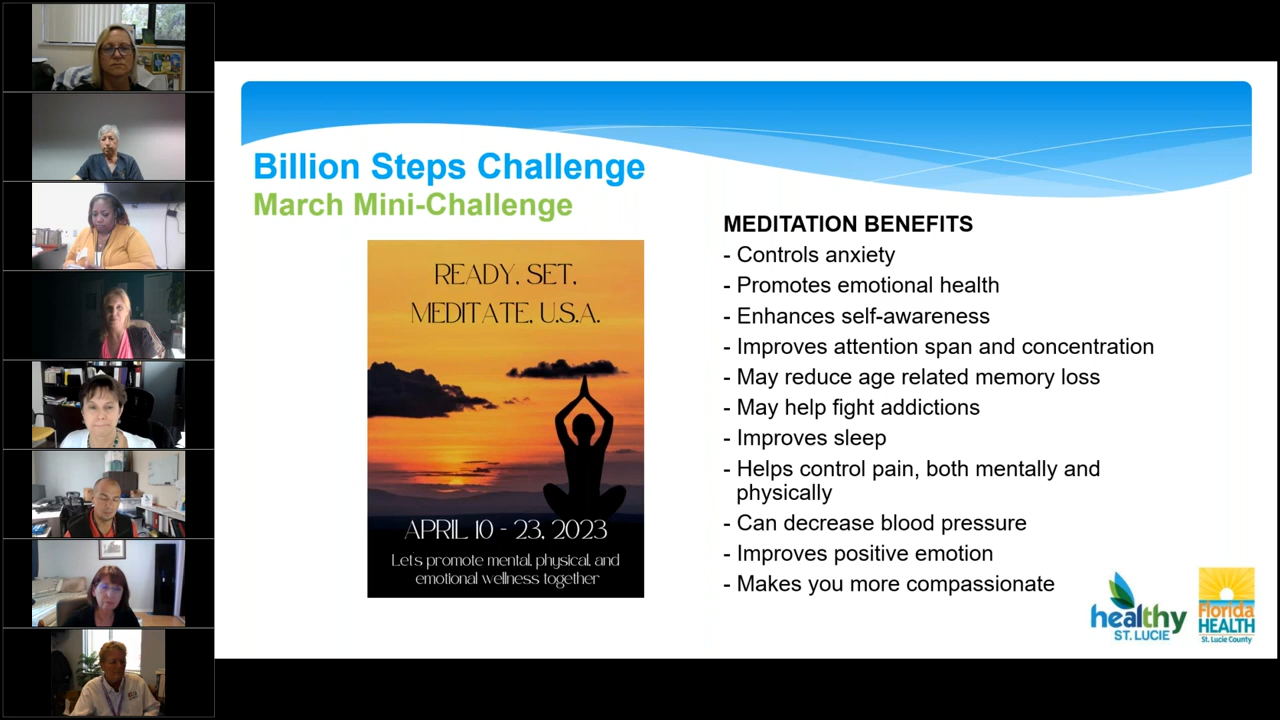 Billion Steps Challenge
March Mini-Challenge
READY, SET,
MEDITATE, U.S.A.
APRIL 10 - 23, 2023
Let's promote mental, physical, and
emotional wellness together
MEDITATION BENEFITS
- Controls anxiety
- Promotes emotional health
- Enhances self-awareness
- Improves attention span and concentration
- May reduce age related memory loss
- May help fight addictions
- Improves sleep
- Helps control pain, both mentally and
physically
- Can decrease blood pressure
- Improves positive emotion
- Makes you more compassionate
healthy
ST. LUCIE
Florida
HEALTH
St. Lucie County